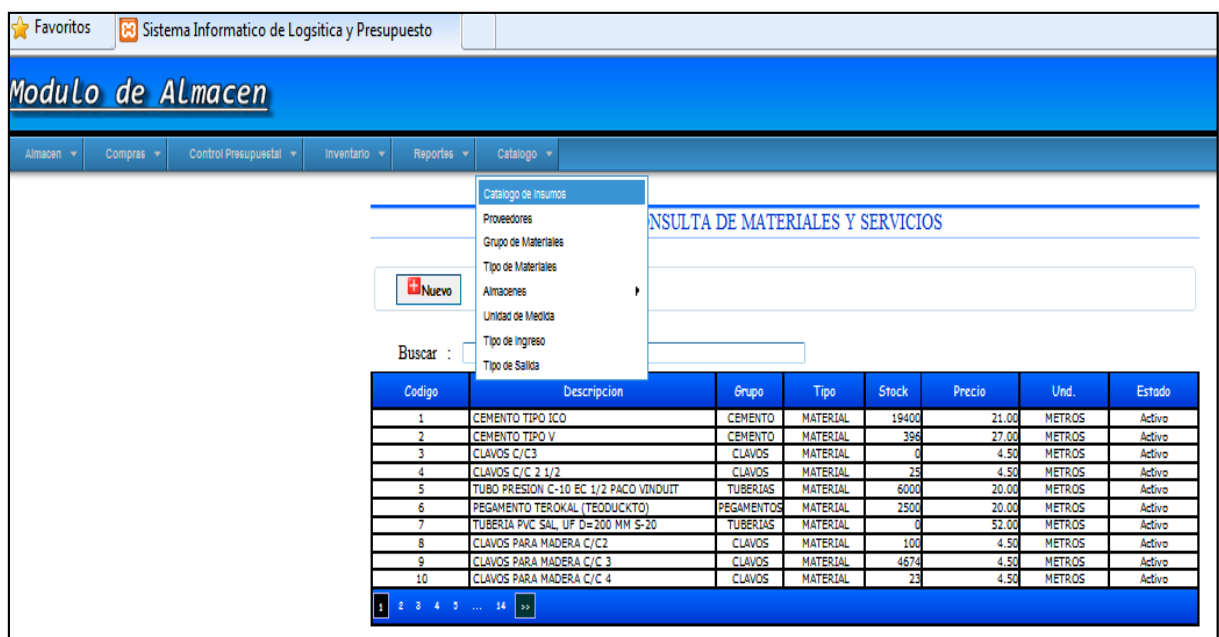 Favoritos
Sistema Informatico de Logsitica y Presupuesto
Modulo de Almacen
Almacen Compras Control Presupuestal Inventario Reportes Catalogo
Catalogo de Insumos
Proveedores
Grupo de Materiales
Tipo de Materiales
Almacenes
Unidad de Medida
Tipo de Ingreso
Tipo de Salida
NSULTA DE MATERIALES Y SERVICIOS
Nuevo
Buscar :
Codigo Descripcion Grupo Tipo Stock Precio Und. Estado
1 CEMENTO TIPO ICO CEMENTO MATERIAL 19400 21.00 METROS Activo
2 CEMENTO TIPO V CEMENTO MATERIAL 396 27.00 METROS Activo
3 CLAVOS C/C3 CLAVOS MATERIAL 0 4.50 METROS Activo
4 CLAVOS C/C 2 1/2 CLAVOS MATERIAL 25 4.50 METROS Activo
5 TUBO PRESION C-10 EC 1/2 PACO VINDUIT TUBERIAS MATERIAL 6000 20.00 METROS Activo
6 PEGAMENTO TEROKAL (TEODUCKTO) PEGAMENTOS MATERIAL 2500 20.00 METROS Activo
7 TUBERIA PVC SAL, UF D=200 MM S-20 TUBERIAS MATERIAL 0 52.00 METROS Activo
8 CLAVOS PARA MADERA C/C2 CLAVOS MATERIAL 100 4.50 METROS Activo
9 CLAVOS PARA MADERA C/C 3 CLAVOS MATERIAL 4674 4.50 METROS Activo
10 CLAVOS PARA MADERA C/C 4 CLAVOS MATERIAL 23 4.50 METROS Activo
1 2 3 4 5 ... 14 >>